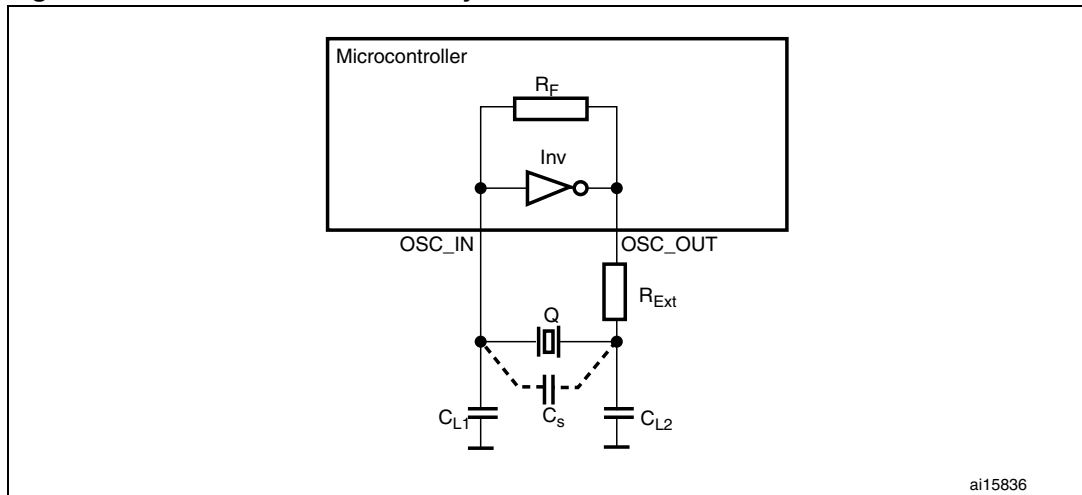 Microcontroller
R_F
Inv
OSC_IN
OSC_OUT
R_Ext
Q
C_L1
C_s
C_L2
ai15836